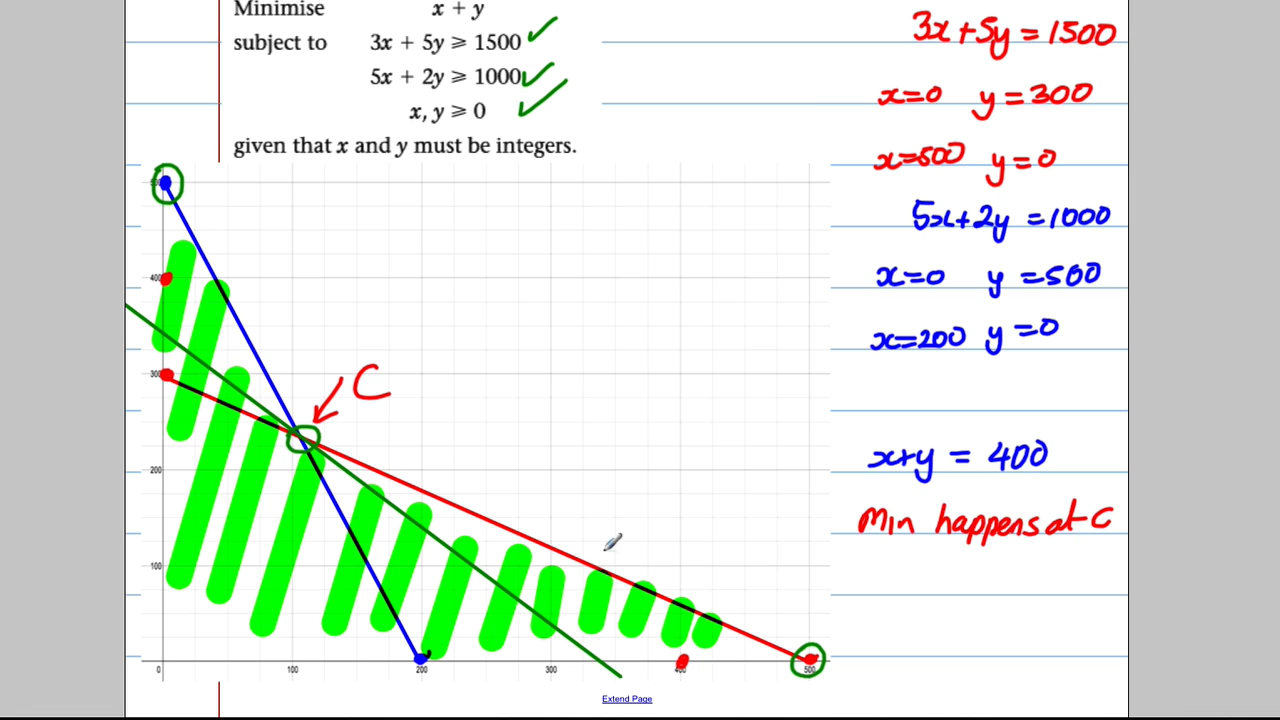 Minimise x + y
subject to 3x + 5y ⩾ 1500
5x + 2y ⩾ 1000
x, y ⩾ 0
given that x and y must be integers.
3x + 5y = 1500
x=0 y=300
x=500 y=0
5x+2y =1000
x=0 y=500
x=200 y=0
x+y = 400
Min happens at C
C
400
300
200
100
0 100 200 300 400 500
Extend Page